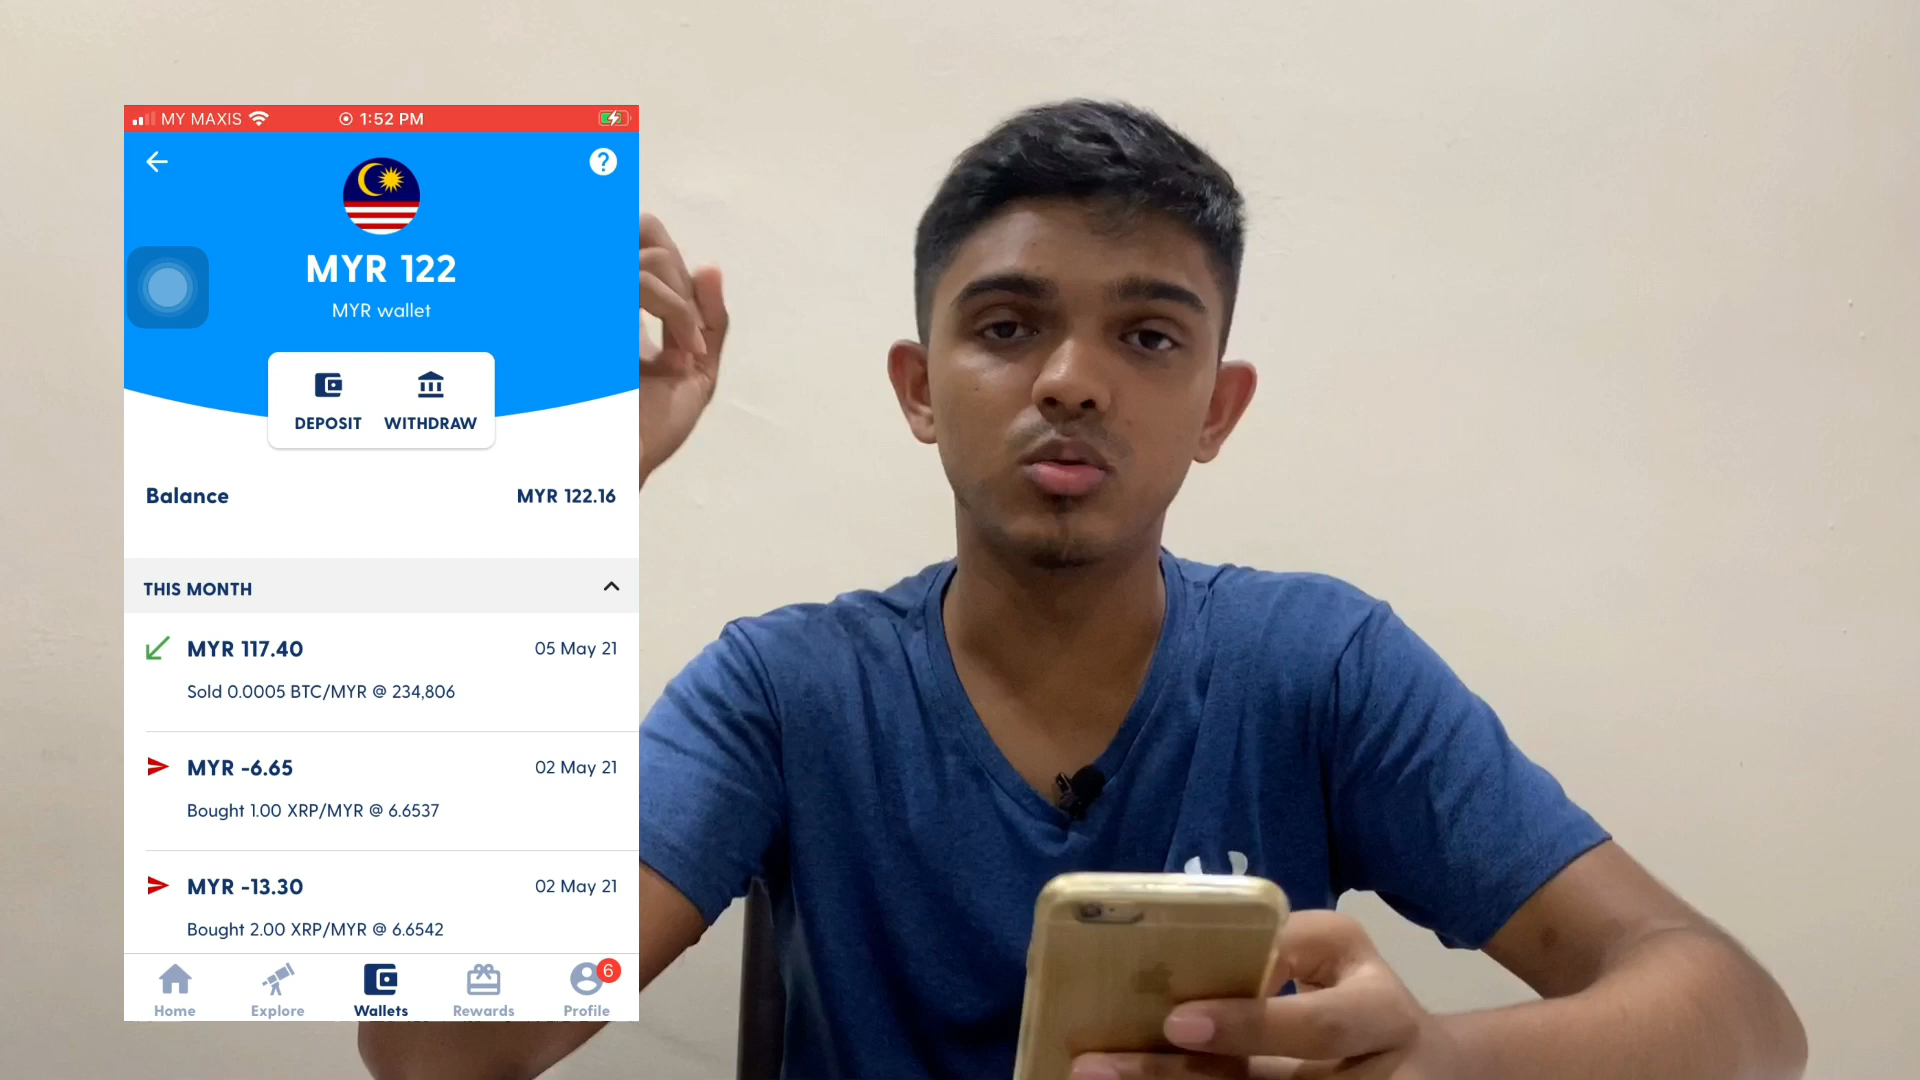 MY MAXIS 1:52 PM
MYR 122
MYR wallet
DEPOSIT WITHDRAW
Balance MYR 122.16
THIS MONTH
MYR 117.40 05 May 21
Sold 0.0005 BTC/MYR @ 234,806
MYR -6.65 02 May 21
Bought 1.00 XRP/MYR @ 6.6537
MYR -13.30 02 May 21
Bought 2.00 XRP/MYR @ 6.6542
6
Home Explore Wallets Rewards Profile